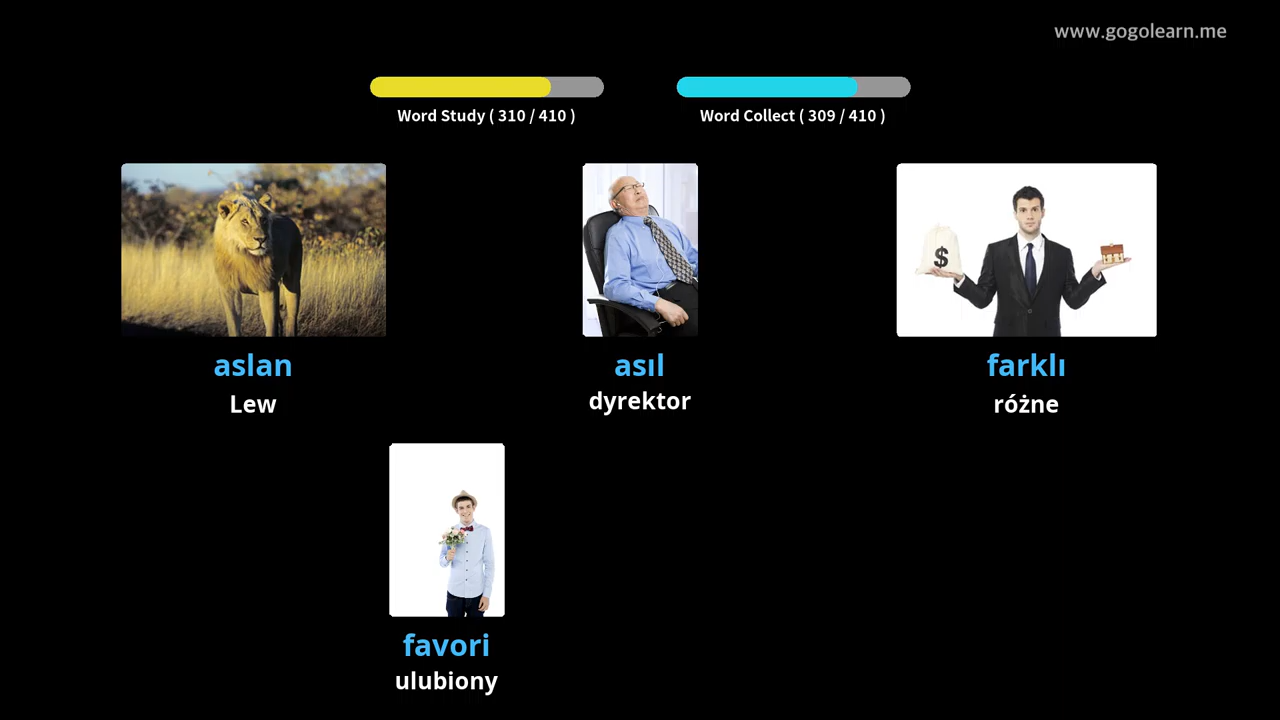 www.gogolearn.me
Word Study ( 310 / 410 )
Word Collect ( 309 / 410 )
$
aslan
Lew
asıl
dyrektor
farklı
różne
favori
ulubiony